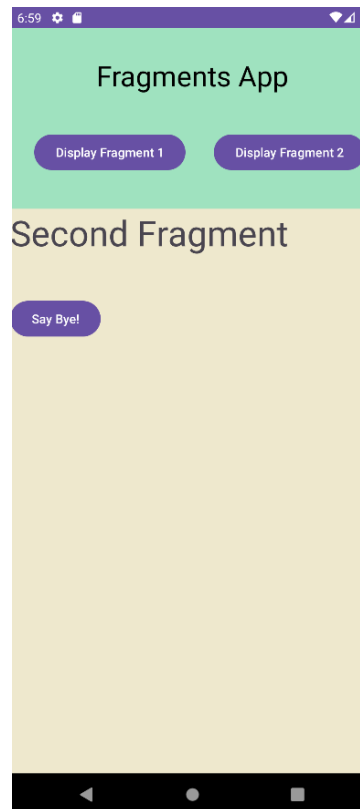 6:59
Fragments App
Display Fragment 1 Display Fragment 2
Second Fragment
Say Bye!